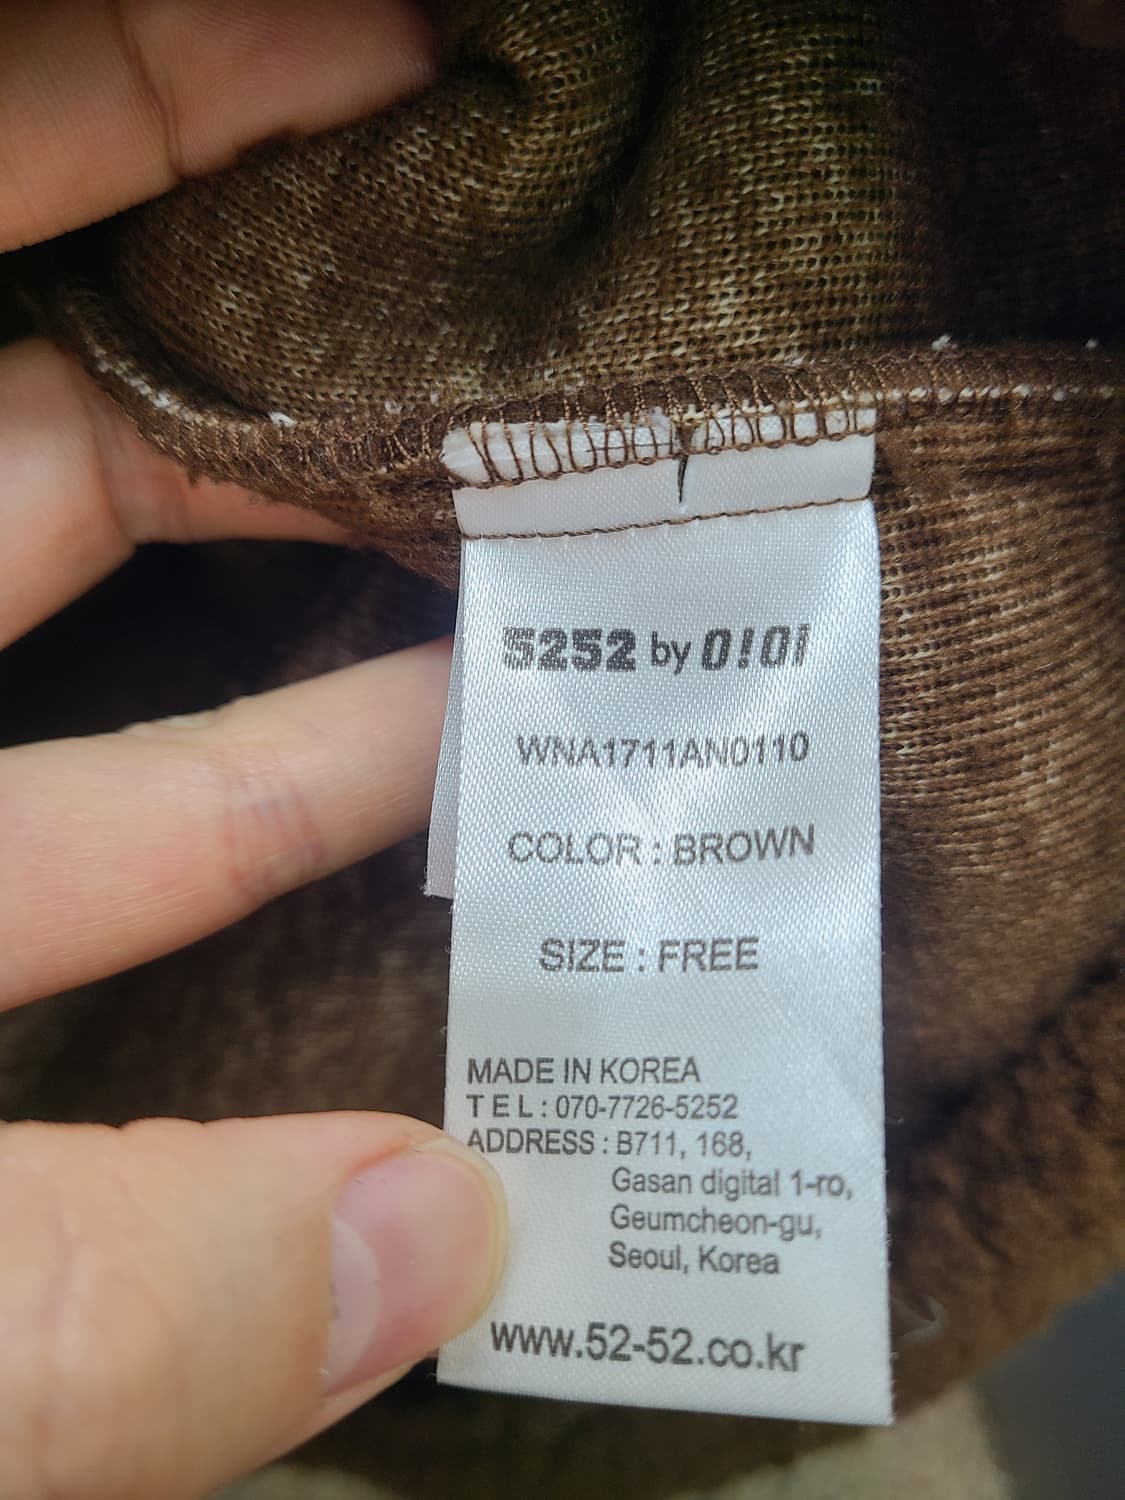 5252 by O!Oi
WNA1711AN0110
COLOR : BROWN
SIZE : FREE
MADE IN KOREA
TEL : 070-7726-5252
ADDRESS : B711, 168,
Gasan digital 1-ro,
Geumcheon-gu,
Seoul, Korea
www.52-52.co.kr